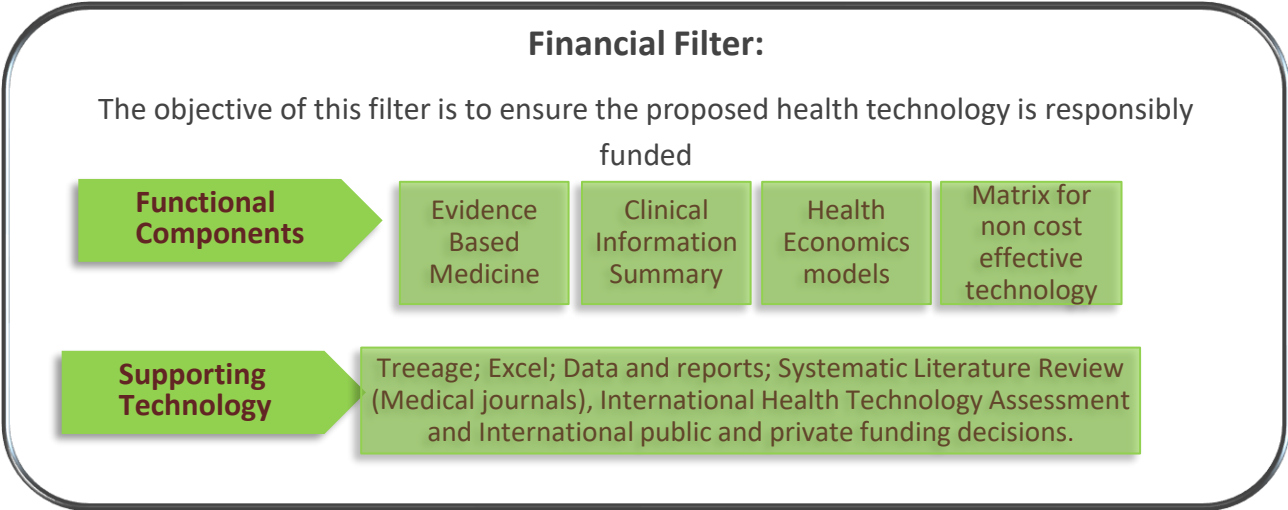 Financial Filter:
The objective of this filter is to ensure the proposed health technology is responsibly
funded
Functional
Components
Evidence
Based
Medicine
Clinical
Information
Summary
Health
Economics
models
Matrix for
non cost
effective
technology
Supporting
Technology
Treeage; Excel; Data and reports; Systematic Literature Review
(Medical journals), International Health Technology Assessment
and International public and private funding decisions.